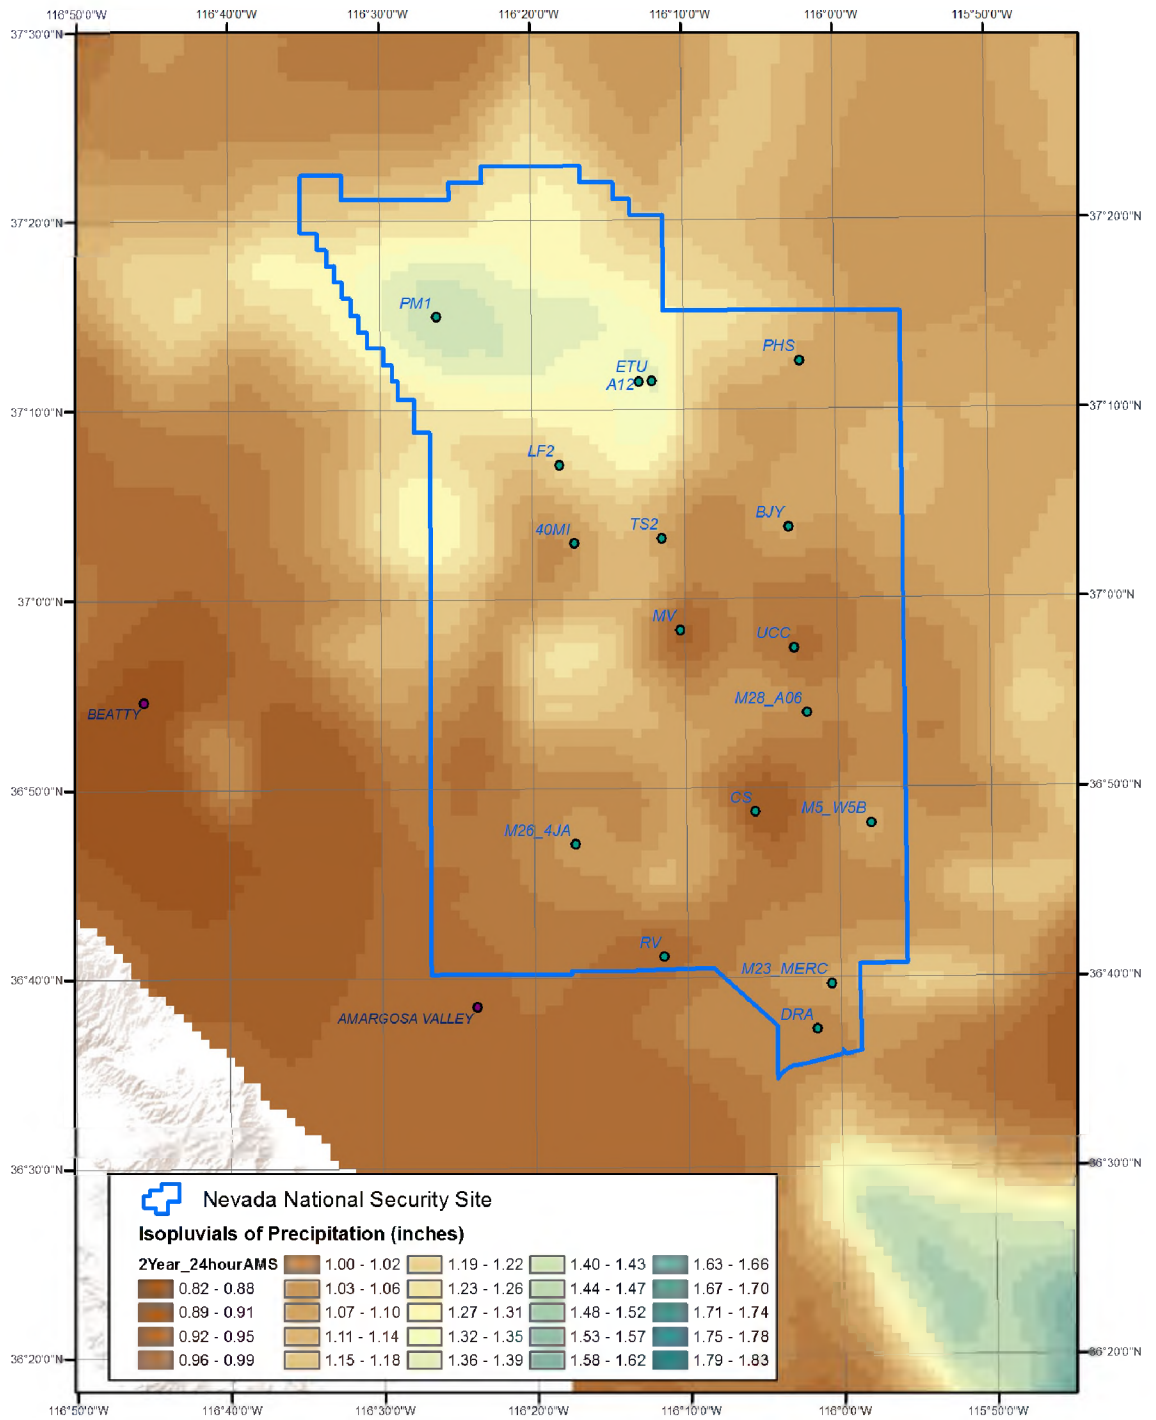 116°50'0"W 116°40'0"W 116°30'0"W 116°20'0"W 116°10'0"W 116°0'0"W 115°50'0"W
37°30'0"N
37°20'0"N 37°20'0"N
PM1
PHS
ETU
A12
37°10'0"N 37°10'0"N
LF2
BJY
TS2
40MI
37°0'0"N 37°0'0"N
MV
UCC
M28_A06
BEATTY
36°50'0"N 36°50'0"N
CS
M5_W5B
M26_4JA
RV
M23_MERC
36°40'0"N 36°40'0"N
DRA
AMARGOSA VALLEY
36°30'0"N 36°30'0"N
Nevada National Security Site
Isopluvials of Precipitation (inches)
2Year_24hourAMS 1.00 - 1.02 1.19 - 1.22 1.40 - 1.43 1.63 - 1.66
0.82 - 0.88 1.03 - 1.06 1.23 - 1.26 1.44 - 1.47 1.67 - 1.70
0.89 - 0.91 1.07 - 1.10 1.27 - 1.31 1.48 - 1.52 1.71 - 1.74
0.92 - 0.95 1.11 - 1.14 1.32 - 1.35 1.53 - 1.57 1.75 - 1.78
0.96 - 0.99 1.15 - 1.18 1.36 - 1.39 1.58 - 1.62 1.79 - 1.83
36°20'0"N 36°20'0"N
116°50'0"W 116°40'0"W 116°30'0"W 116°20'0"W 116°10'0"W 116°0'0"W 115°50'0"W